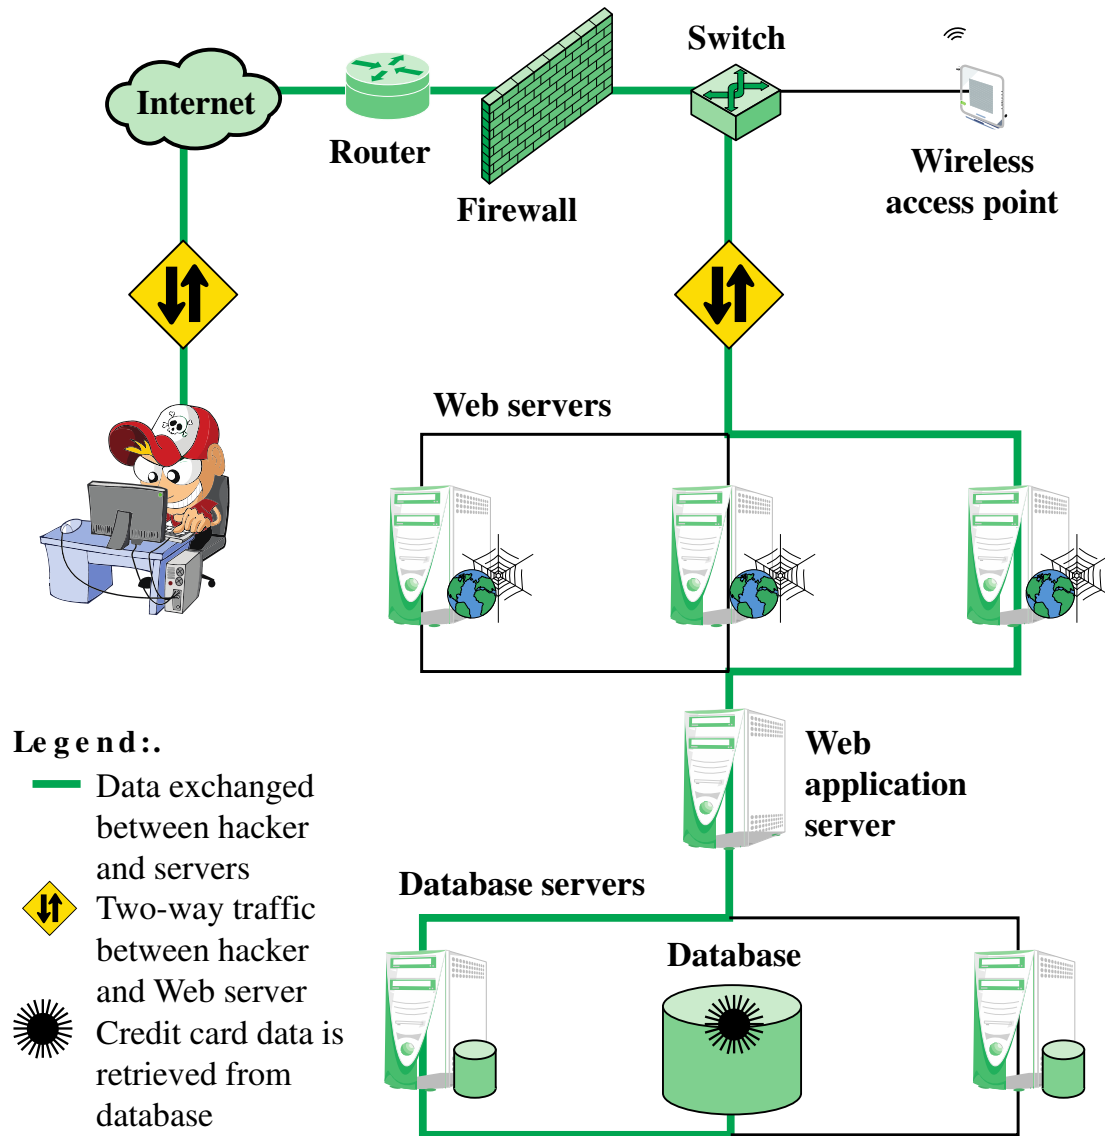 Switch
Internet
Router
Wireless
access point
Firewall
Web servers
Web
application
server
Legend:.
Data exchanged
between hacker
and servers
Two-way traffic
between hacker
and Web server
Credit card data is
retrieved from
database
Database servers
Database